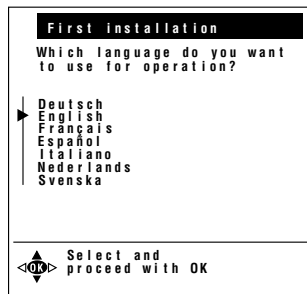 First installation
Which language do you want
to use for operation?
Deutsch
English
Français
Español
Italiano
Nederlands
Svenska
Select and
OK proceed with OK